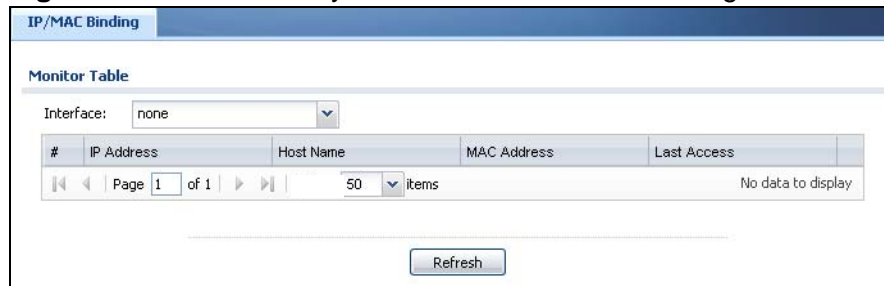 IP/MAC Binding
Monitor Table
Interface: none
# IP Address Host Name MAC Address Last Access
Page 1 of 1 50 items No data to display
Refresh